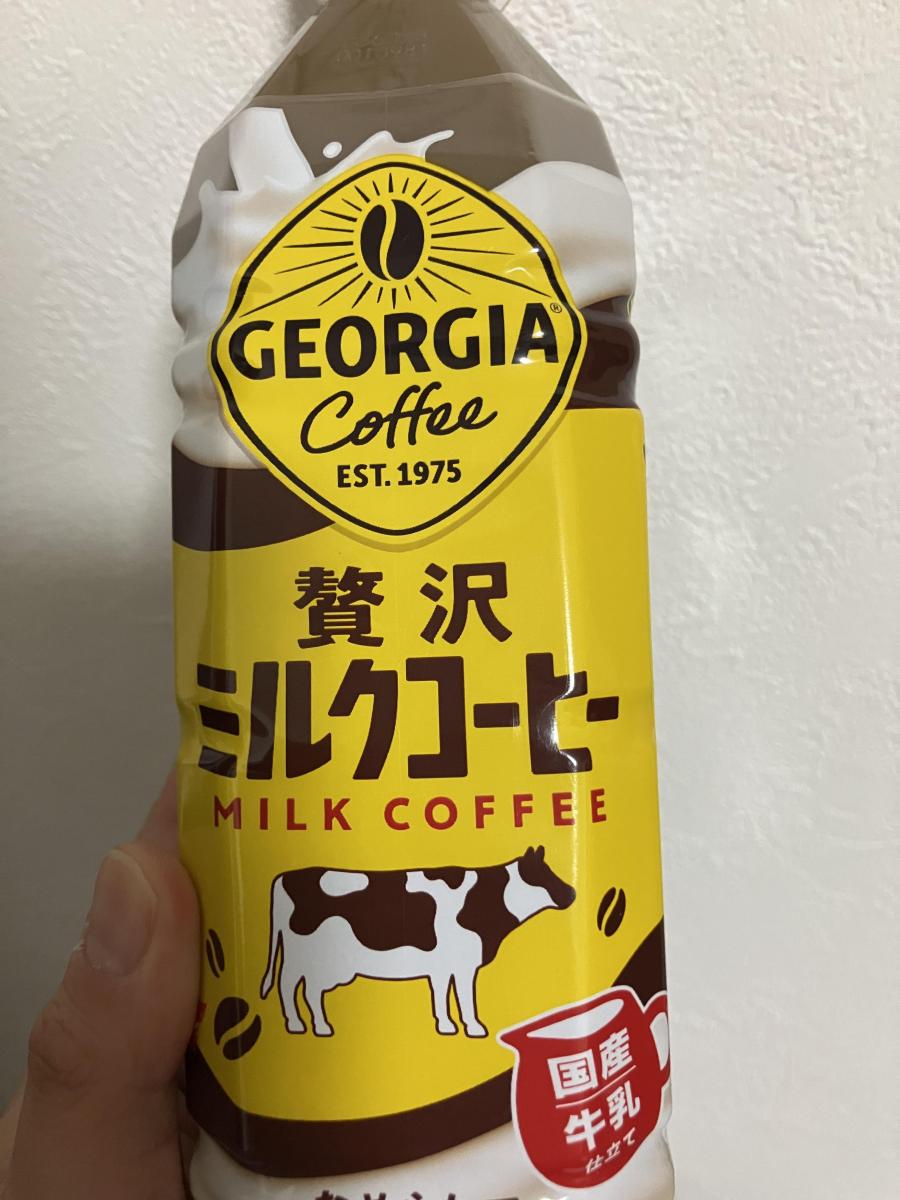 GEORGIA®
Coffee
EST. 1975
贅沢
ミルクコーヒー
MILK COFFEE
国産
牛乳
仕立て